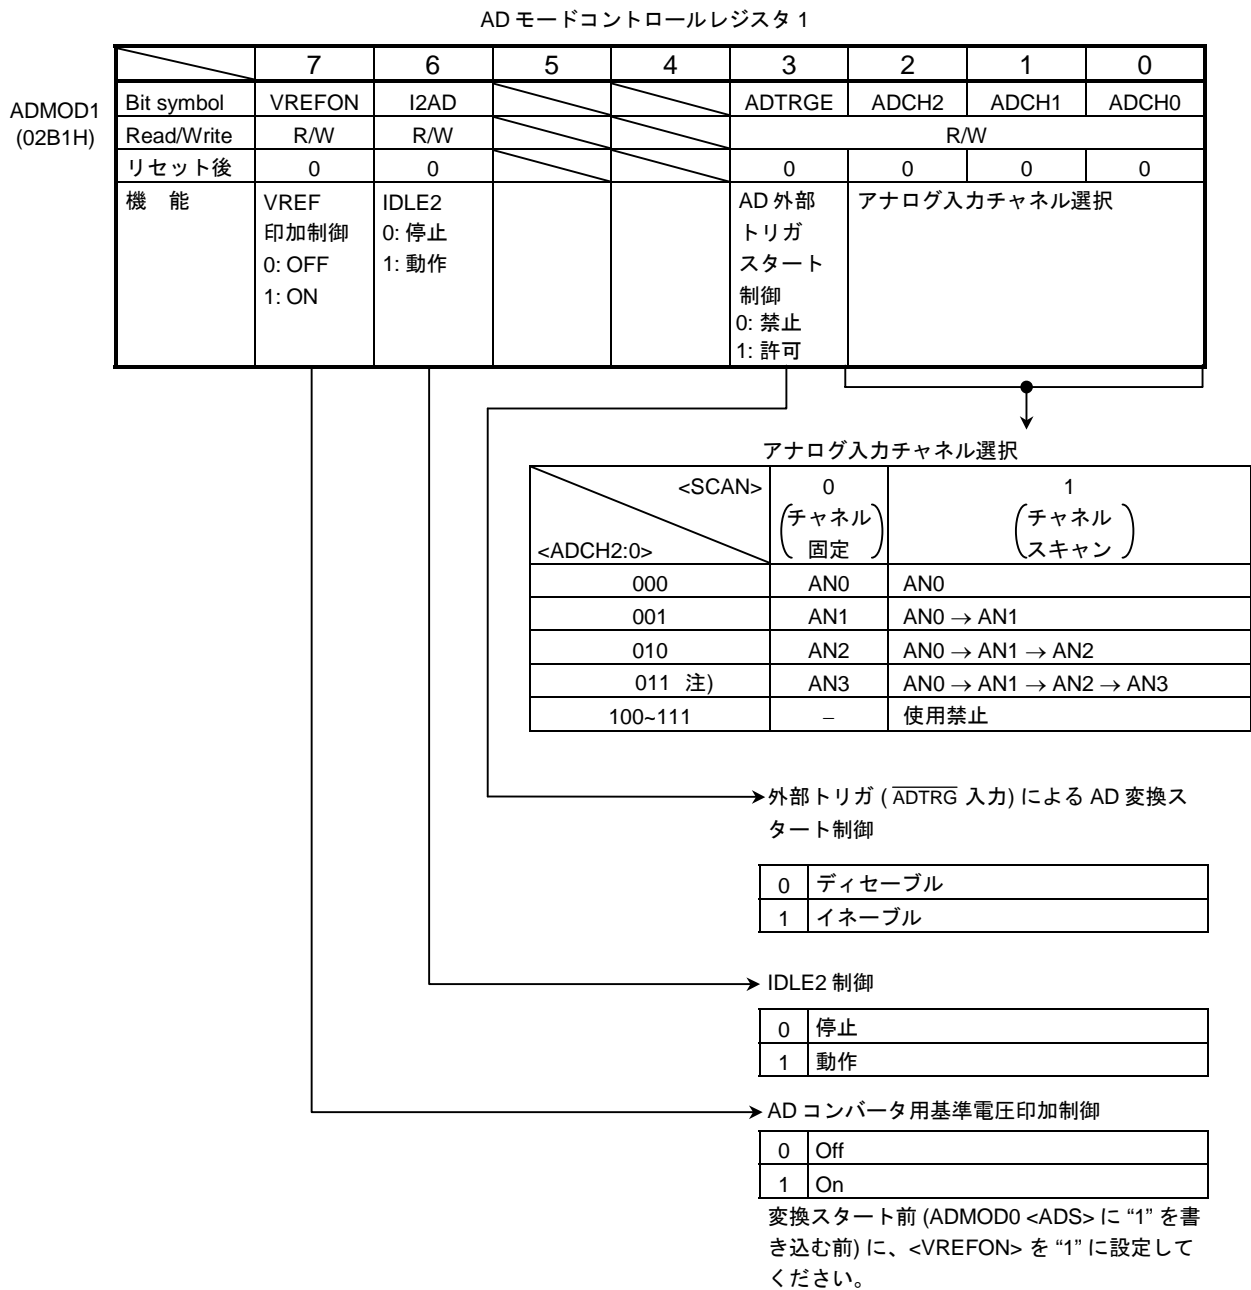 AD モードコントロールレジスタ 1
7 6 5 4 3 2 1 0
ADMOD1
(02B1H)
Bit symbol VREFON I2AD ADTRGE ADCH2 ADCH1 ADCH0
Read/Write R/W R/W R/W
リセット後 0 0 0 0 0 0
機 能
VREF
印加制御
0: OFF
1: ON
IDLE2
0: 停止
1: 動作
AD 外部
トリガ
スタート
制御
0: 禁止
1: 許可
アナログ入力チャネル選択
アナログ入力チャネル選択
<SCAN>
<ADCH2:0>
0
(チャネル
固定)
1
(チャネル
スキャン)
000 AN0 AN0
001 AN1 AN0 → AN1
010 AN2 AN0 → AN1 → AN2
011 注) AN3 AN0 → AN1 → AN2 → AN3
100~111 − 使用禁止
外部トリガ ( ADTRG 入力) による AD 変換ス
タート制御
0 ディセーブル
1 イネーブル
IDLE2 制御
0 停止
1 動作
AD コンバータ用基準電圧印加制御
0 Off
1 On
変換スタート前 (ADMOD0 <ADS> に “1” を書
き込む前) に、<VREFON> を “1” に設定して
ください。